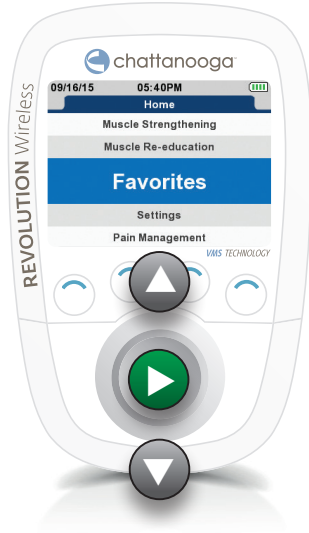 chattanooga
09/16/15 05:40PM
Home
Muscle Strengthening
Muscle Re-education
Favorites
Settings
Pain Management
VMS TECHNOLOGY
REVOLUTION Wireless